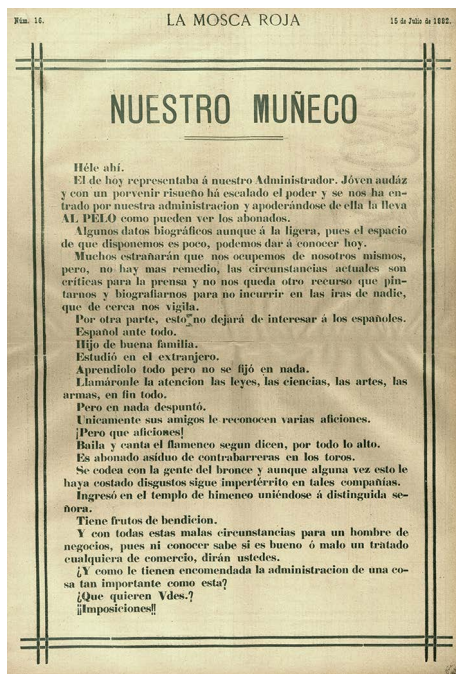 Núm. 16.
LA MOSCA ROJA
15 de Julio de 1882.
NUESTRO MUÑECO
Héle ahí.
El de hoy representaba á nuestro Administrador. Jóven audáz
y con un porvenir risueño há escalado el poder y se nos ha en-
trado por nuestra administracion y apoderándose de ella la lleva
AL PELO como pueden ver los abonados.
Algunos datos biográficos aunque á la ligera, pues el espacio
de que disponemos es poco, podemos dar á conocer hoy.
Muchos estrañarán que nos ocupemos de nosotros mismos,
pero, no hay mas remedio, las circunstancias actuales son
críticas para la prensa y no nos queda otro recurso que pin-
tarnos y biografiarnos para no incurrir en las iras de nadie,
que de cerca nos vigila.
Por otra parte, esto no dejará de interesar á los españoles.
Español ante todo.
Hijo de buena familia.
Estudió en el extranjero.
Aprendiolo todo pero no se fijó en nada.
Llamáronle la atencion las leyes, las ciencias, las artes, las
armas, en fin todo.
Pero en nada despuntó.
Unicamente sus amigos le reconocen varias aficiones.
¡Pero que aficiones!
Baila y canta el flamenco segun dicen, por todo lo alto.
Es abonado asíduo de contrabarreras en los toros.
Se codea con la gente del bronce y aunque alguna vez esto le
haya costado disgustos sigue impertérrito en tales compañías.
Ingresó en el templo de himeneo uniéndose á distinguida se-
ñora.
Tiene frutos de bendicion.
Y con todas estas malas circunstancias para un hombre de
negocios, pues ni conocer sabe si es bueno ó malo un tratado
cualquiera de comercio, dirán ustedes.
¿Y como le tienen encomendada la administracion de una co-
sa tan importante como esta?
¿Que quieren Vdes.?
¡¡Imposiciones!!